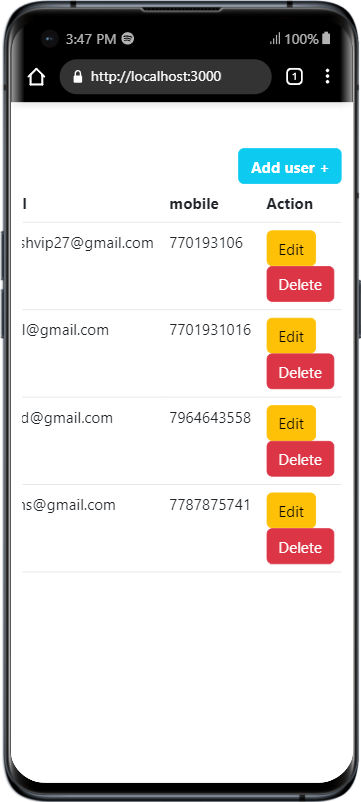 3:47 PM 100%
http://localhost:3000 1
Add user +
l mobile Action
shvip27@gmail.com 770193106 Edit
Delete
l@gmail.com 7701931016 Edit
Delete
d@gmail.com 7964643558 Edit
Delete
ns@gmail.com 7787875741 Edit
Delete